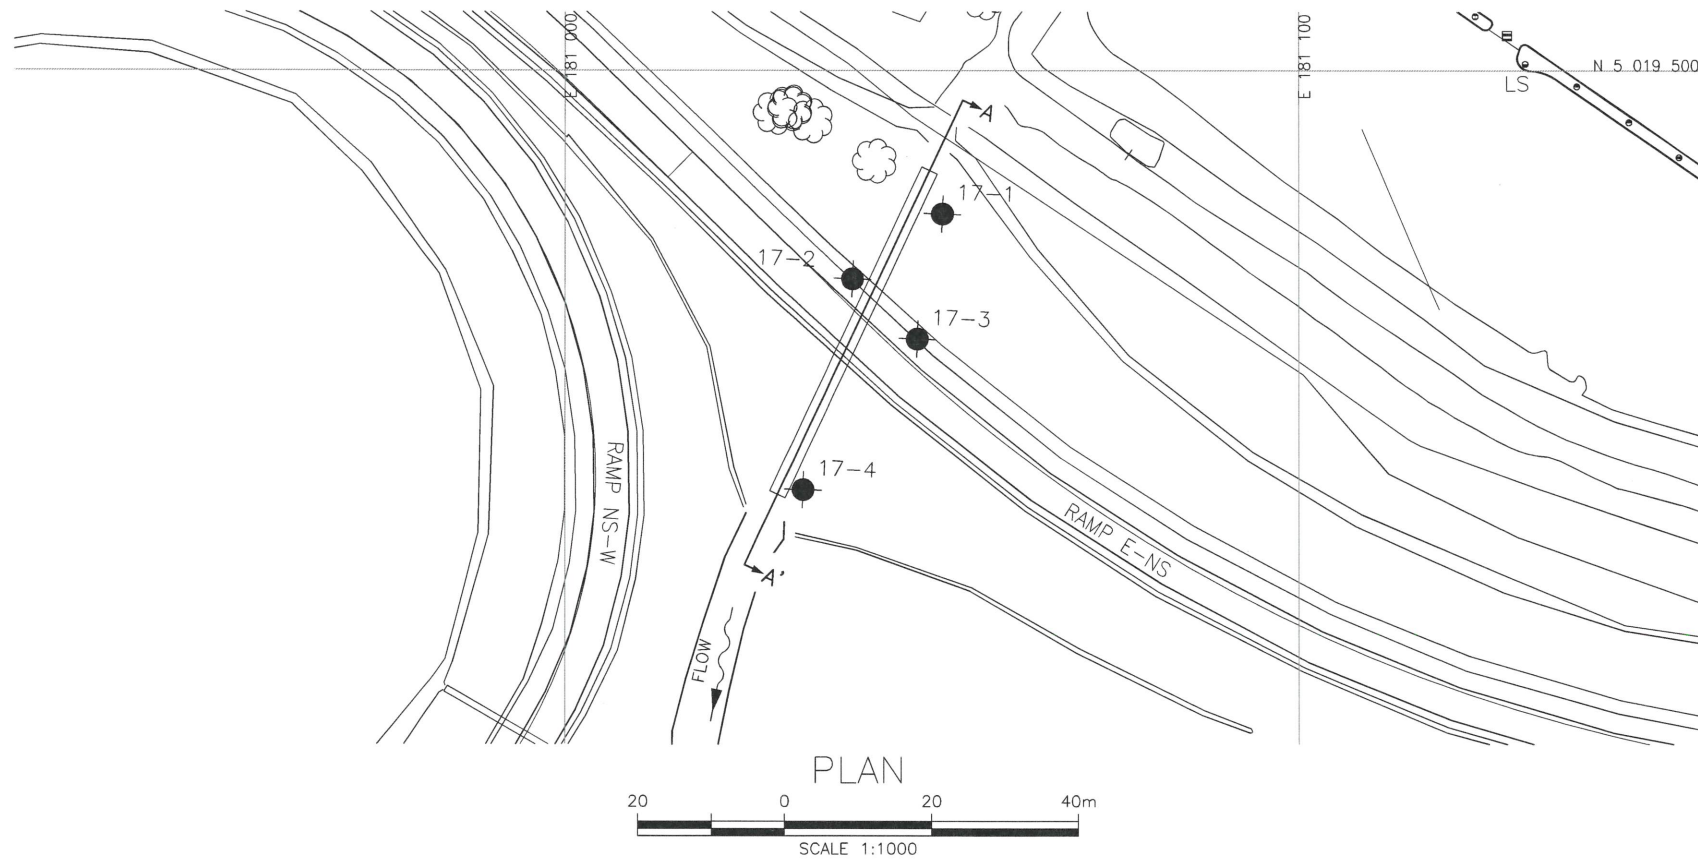 E 181 000
E 181 100
N 5 019 500
LS
A
17-1
17-2
17-3
17-4
RAMP NS-W
RAMP E-NS
A'
FLOW
PLAN
20 0 20 40m
SCALE 1:1000